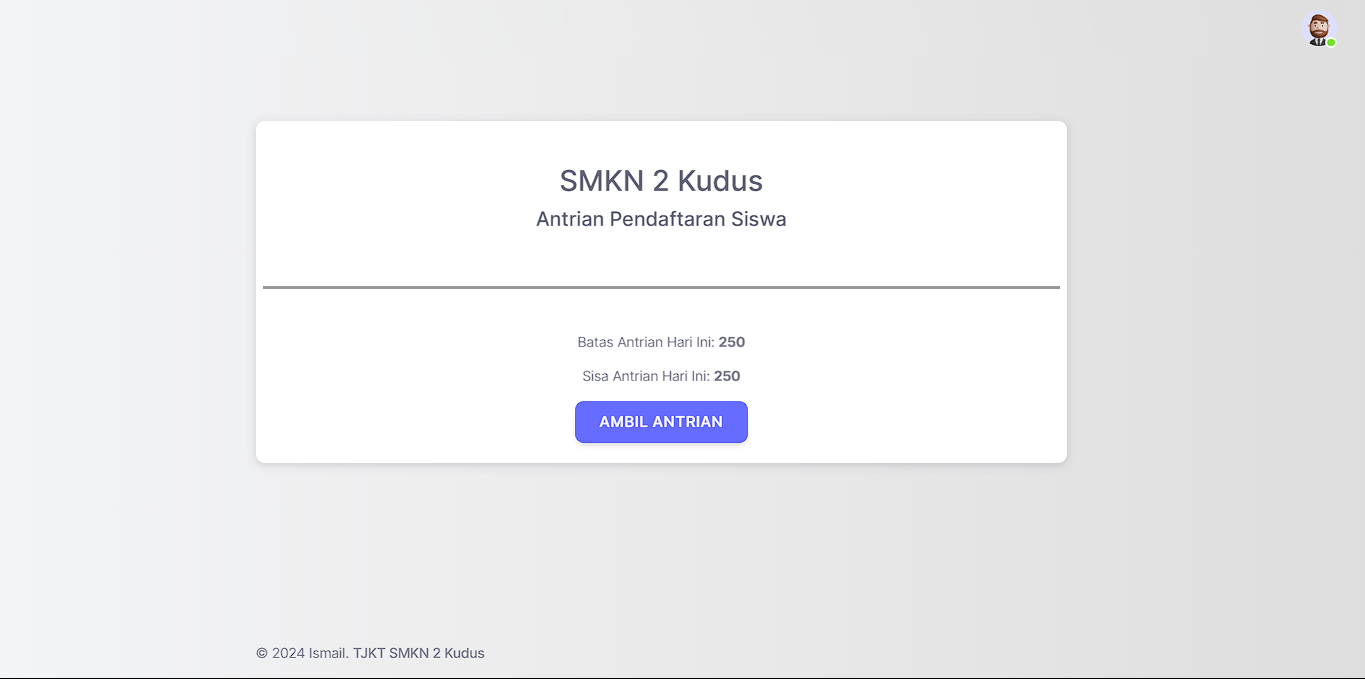 SMKN 2 Kudus
Antrian Pendaftaran Siswa
Batas Antrian Hari Ini: 250
Sisa Antrian Hari Ini: 250
AMBIL ANTRIAN
© 2024 Ismail. TJKT SMKN 2 Kudus